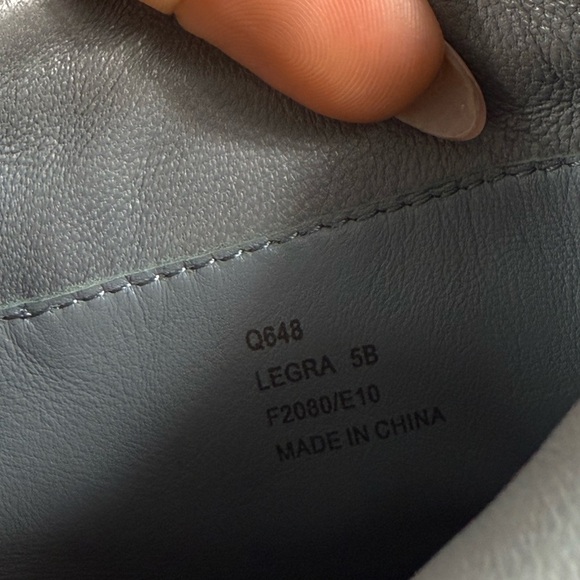 Q648
LEGRA 5B
F2080/E10
MADE IN CHINA